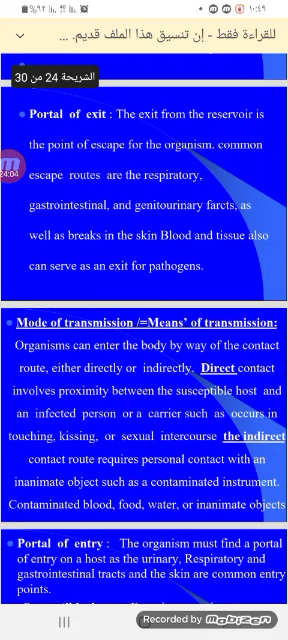 %٩٢
١٠:٤٩
للقراءة فقط - إن تنسيق هذا الملف قديم. ...
الشريحة 24 من 30
Portal of exit : The exit from the reservoir is
the point of escape for the organism. common
escape routes are the respiratory,
gastrointestinal, and genitourinary farcts, as
well as breaks in the skin Blood and tissue also
can serve as an exit for pathogens.
24:04
Mode of transmission /=Means' of transmission:
Organisms can enter the body by way of the contact
route, either directly or indirectly. Direct contact
involves proximity between the susceptible host and
an infected person or a carrier such as occurs in
touching, kissing, or sexual intercourse the indirect
contact route requires personal contact with an
inanimate object such as a contaminated instrument.
Contaminated blood, food, water, or inanimate objects
Portal of entry : The organism must find a portal
of entry on a host as the urinary, Respiratory and
gastrointestinal tracts and the skin are common entry
points.
Recorded by mobizen